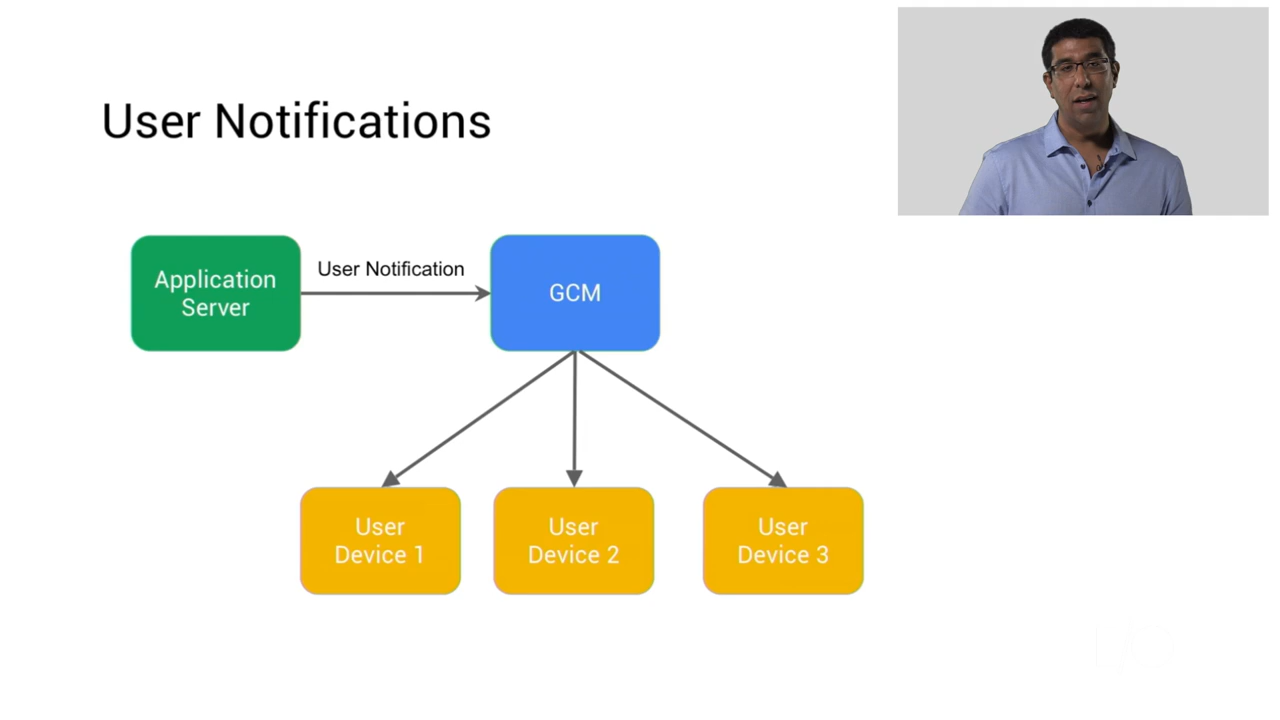 User Notifications
Application
Server
User Notification
GCM
User
Device 1
User
Device 2
User
Device 3